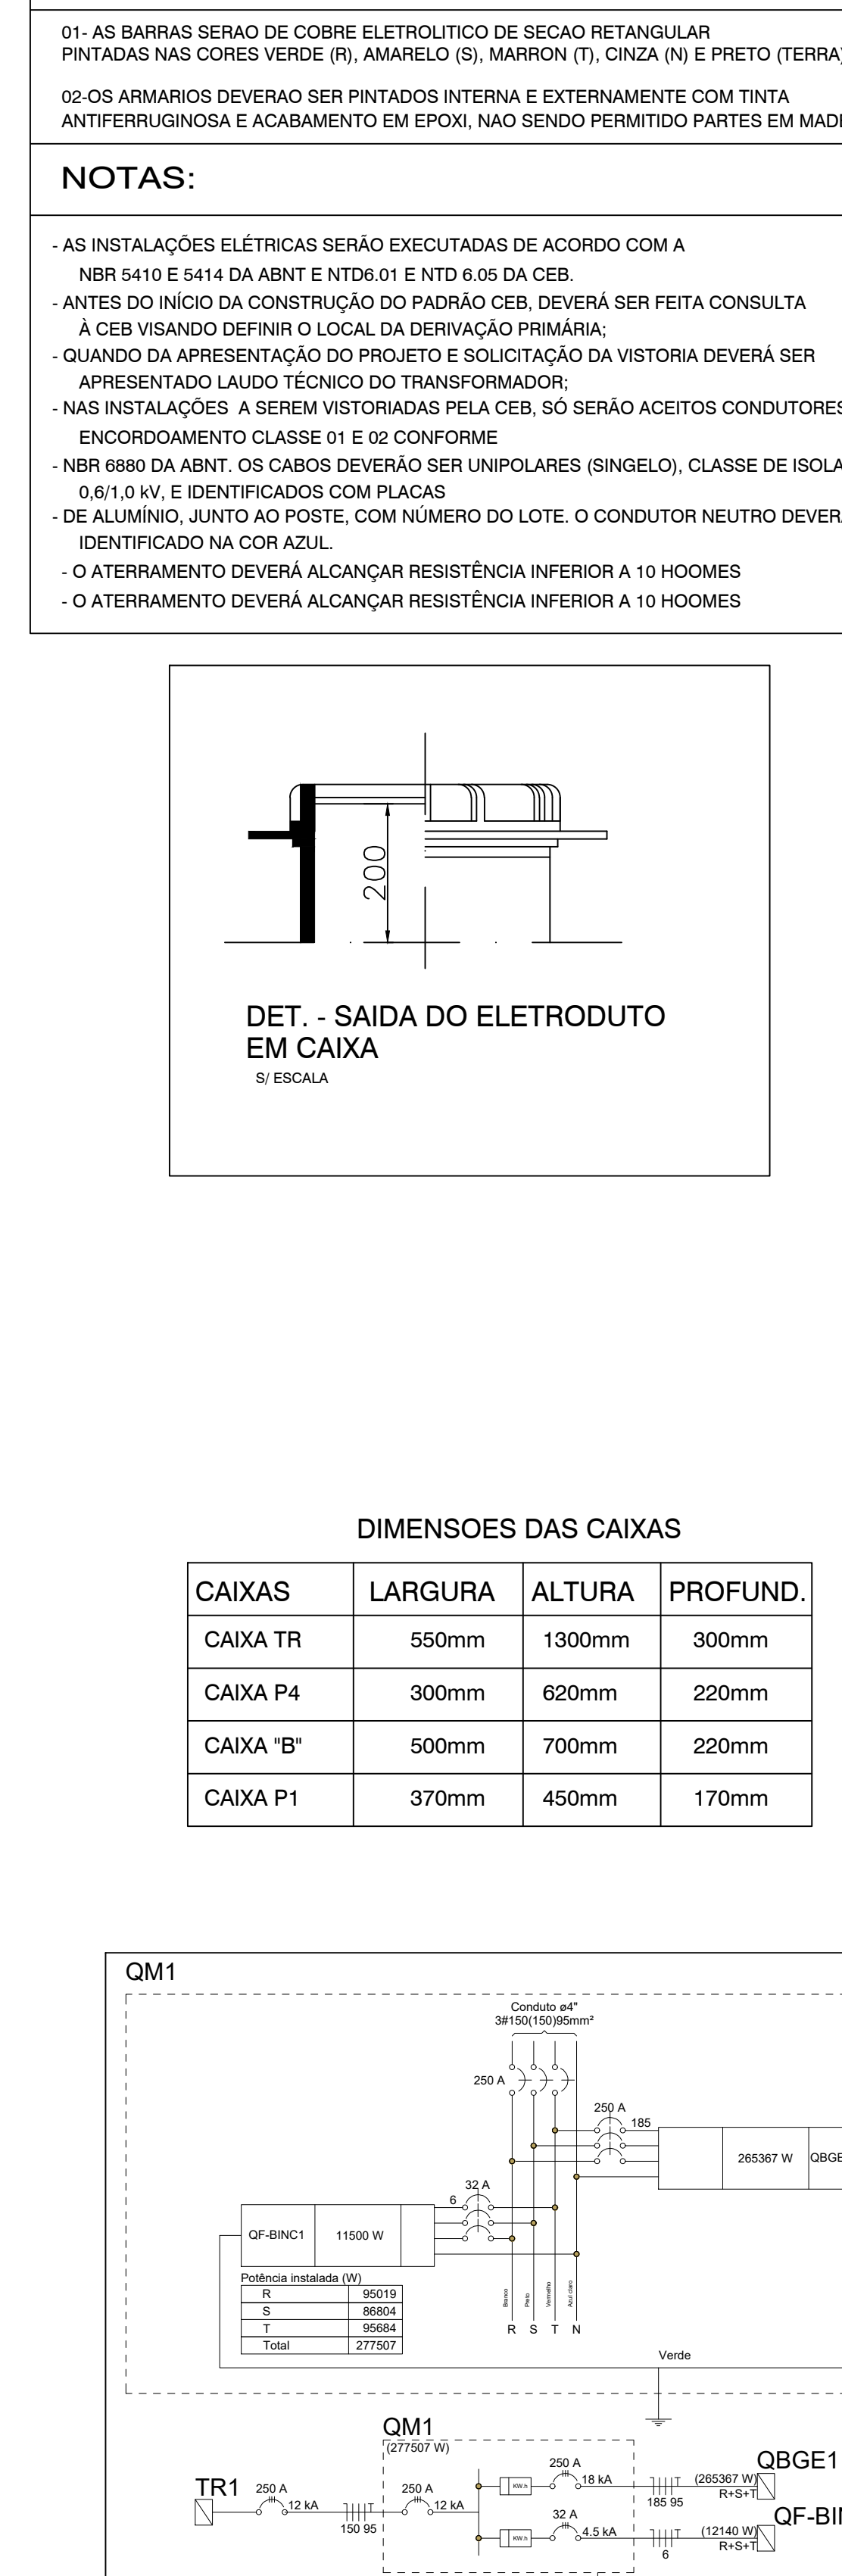 01- AS BARRAS SERAO DE COBRE ELETROLITICO DE SECAO RETANGULAR
PINTADAS NAS CORES VERDE (R), AMARELO (S), MARRON (T), CINZA (N) E PRETO (TERRA)
02-OS ARMARIOS DEVERAO SER PINTADOS INTERNA E EXTERNAMENTE COM TINTA
ANTIFERRUGINOSA E ACABAMENTO EM EPOXI, NAO SENDO PERMITIDO PARTES EM
NOTAS:
- AS INSTALAÇÕES ELÉTRICAS SERÃO EXECUTADAS DE ACORDO COM A
NBR 5410 E 5414 DA ABNT E NTD6.01 E NTD 6.05 DA CEB.
- ANTES DO INÍCIO DA CONSTRUÇÃO DO PADRÃO CEB, DEVERÁ SER FEITA CONSULTA
À CEB VISANDO DEFINIR O LOCAL DA DERIVAÇÃO PRIMÁRIA;
- QUANDO DA APRESENTAÇÃO DO PROJETO E SOLICITAÇÃO DA VISTORIA DEVERÁ SER
APRESENTADO LAUDO TÉCNICO DO TRANSFORMADOR;
- NAS INSTALAÇÕES A SEREM VISTORIADAS PELA CEB, SÓ SERÃO ACEITOS CONDUTORES
ENCORDOAMENTO CLASSE 01 E 02 CONFORME
- NBR 6880 DA ABNT. OS CABOS DEVERÃO SER UNIPOLARES (SINGELO), CLASSE DE
0,6/1,0 kV, E IDENTIFICADOS COM PLACAS
- DE ALUMÍNIO, JUNTO AO POSTE, COM NÚMERO DO LOTE. O CONDUTOR NEUTRO
IDENTIFICADO NA COR AZUL.
- O ATERRAMENTO DEVERÁ ALCANÇAR RESISTÊNCIA INFERIOR A 10 HOOMES
- O ATERRAMENTO DEVERÁ ALCANÇAR RESISTÊNCIA INFERIOR A 10 HOOMES
200
DET. - SAIDA DO ELETRODUTO
EM CAIXA
S/ ESCALA
DIMENSOES DAS CAIXAS
CAIXAS LARGURA ALTURA PROFUND.
CAIXA TR 550mm 1300mm 300mm
CAIXA P4 300mm 620mm 220mm
CAIXA "B" 500mm 700mm 220mm
CAIXA P1 370mm 450mm 170mm
QM1
Conduto ø4"
3#150(150)95mm²
250 A
250 A
185
265367 W
32 A
6
QF-BINC1 11500 W
Potência instalada (W)
R 95019
S 86804
T 95684
Total 277507
Branco Preto Vermelho Azul claro
R S T N
Verde
QM1
(277507 W)
TR1
250 A
12 kA
150 95
250 A
12 kA
KW.h
250 A
18 kA
185 95
(265367 W)
R+S+T
QBGE1
KW.h
32 A
4.5 kA
6
(12140 W)
R+S+T